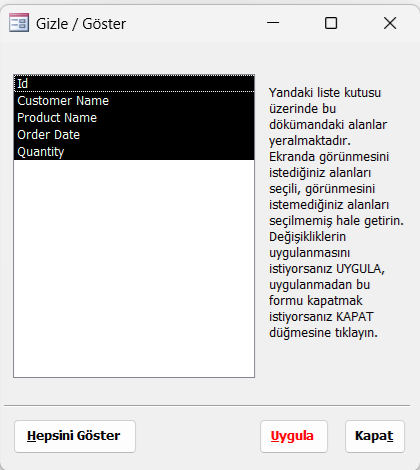 Gizle / Göster
Id
Customer Name
Product Name
Order Date
Quantity
Yandaki liste kutusu
üzerinde bu
dökümandaki alanlar
yeralmaktadır.
Ekranda görünmesini
istediğiniz alanları
seçili, görünmesini
istemediğiniz alanları
seçilmemiş hale getirin.
Değişikliklerin
uygulanmasını
istiyorsanız UYGULA,
uygulanmadan bu
formu kapatmak
istiyorsanız KAPAT
düğmesine tıklayın.
Hepsini Göster
Uygula
Kapat